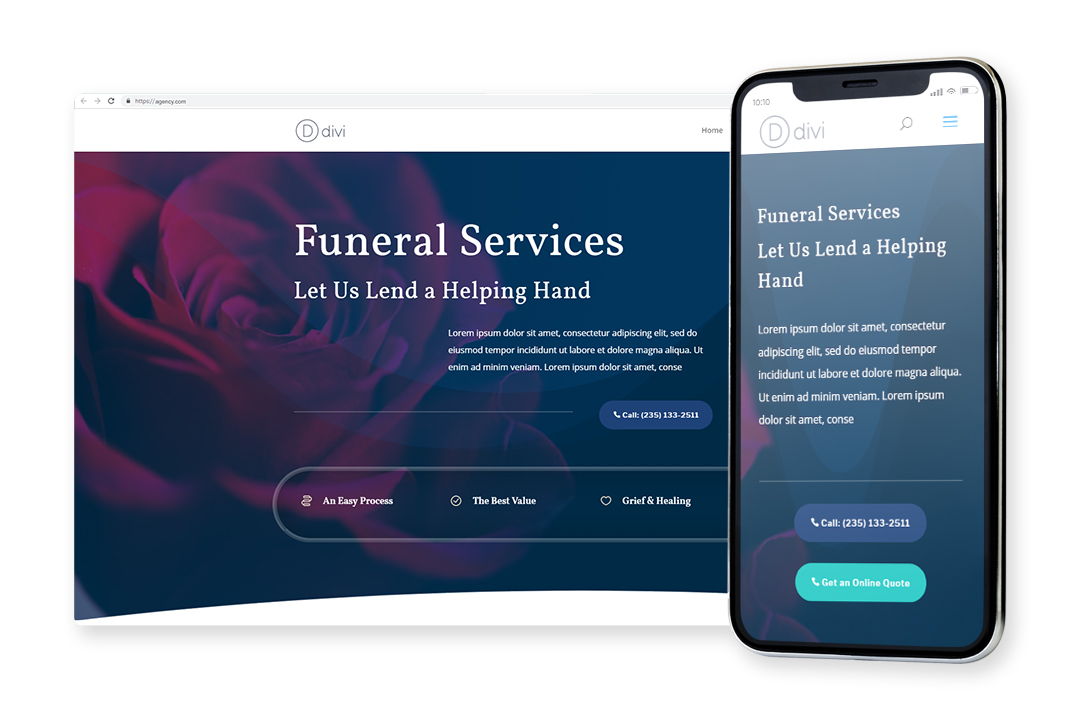 https://agency.com
D divi
Home
Funeral Services
Let Us Lend a Helping Hand
Lorem ipsum dolor sit amet, consectetur adipiscing elit, sed do
eiusmod tempor incididunt ut labore et dolore magna aliqua. Ut
enim ad minim veniam. Lorem ipsum dolor sit amet, conse
Call: (235) 133-2511
An Easy Process
The Best Value
Grief & Healing
10:10
D divi
Funeral Services
Let Us Lend a Helping
Hand
Lorem ipsum dolor sit amet, consectetur
adipiscing elit, sed do eiusmod tempor
incididunt ut labore et dolore magna aliqua.
Ut enim ad minim veniam. Lorem ipsum
dolor sit amet, conse
Call: (235) 133-2511
Get an Online Quote